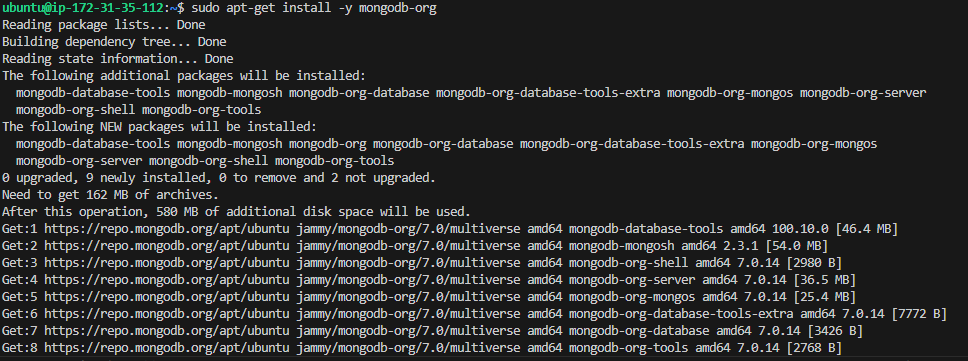 ubuntu@ip-172-31-35-112:~$ sudo apt-get install -y mongodb-org
Reading package lists... Done
Building dependency tree... Done
Reading state information... Done
The following additional packages will be installed:
  mongodb-database-tools mongodb-mongosh mongodb-org-database mongodb-org-database-tools-extra mongodb-org-mongos mongodb-org-server
  mongodb-org-shell mongodb-org-tools
The following NEW packages will be installed:
  mongodb-database-tools mongodb-mongosh mongodb-org mongodb-org-database mongodb-org-database-tools-extra mongodb-org-mongos
  mongodb-org-server mongodb-org-shell mongodb-org-tools
0 upgraded, 9 newly installed, 0 to remove and 2 not upgraded.
Need to get 162 MB of archives.
After this operation, 580 MB of additional disk space will be used.
Get:1 https://repo.mongodb.org/apt/ubuntu jammy/mongodb-org/7.0/multiverse amd64 mongodb-database-tools amd64 100.10.0 [46.4 MB]
Get:2 https://repo.mongodb.org/apt/ubuntu jammy/mongodb-org/7.0/multiverse amd64 mongodb-mongosh amd64 2.3.1 [54.0 MB]
Get:3 https://repo.mongodb.org/apt/ubuntu jammy/mongodb-org/7.0/multiverse amd64 mongodb-org-shell amd64 7.0.14 [2980 B]
Get:4 https://repo.mongodb.org/apt/ubuntu jammy/mongodb-org/7.0/multiverse amd64 mongodb-org-server amd64 7.0.14 [36.5 MB]
Get:5 https://repo.mongodb.org/apt/ubuntu jammy/mongodb-org/7.0/multiverse amd64 mongodb-org-mongos amd64 7.0.14 [25.4 MB]
Get:6 https://repo.mongodb.org/apt/ubuntu jammy/mongodb-org/7.0/multiverse amd64 mongodb-org-database-tools-extra amd64 7.0.14 [7772 B]
Get:7 https://repo.mongodb.org/apt/ubuntu jammy/mongodb-org/7.0/multiverse amd64 mongodb-org-database amd64 7.0.14 [3426 B]
Get:8 https://repo.mongodb.org/apt/ubuntu jammy/mongodb-org/7.0/multiverse amd64 mongodb-org-tools amd64 7.0.14 [2768 B]